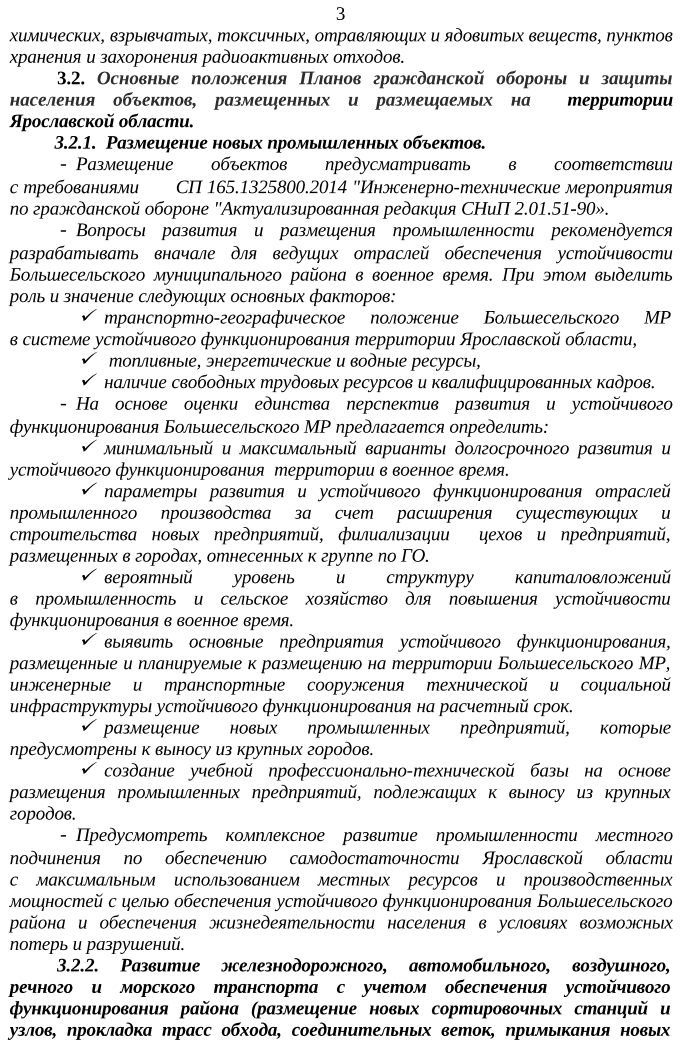 3
химических, взрывчатых, токсичных, отравляющих и ядовитых веществ, пунктов
хранения и захоронения радиоактивных отходов.
3.2. Основные положения Планов гражданской обороны и защиты
населения объектов, размещенных и размещаемых на территории
Ярославской области.
3.2.1. Размещение новых промышленных объектов.
- Размещение объектов предусматривать в соответствии
с требованиями СП 165.1325800.2014 "Инженерно-технические мероприятия
по гражданской обороне "Актуализированная редакция СНиП 2.01.51-90».
- Вопросы развития и размещения промышленности рекомендуется
разрабатывать вначале для ведущих отраслей обеспечения устойчивости
Большесельского муниципального района в военное время. При этом выделить
роль и значение следующих основных факторов:
✓ транспортно-географическое положение Большесельского МР
в системе устойчивого функционирования территории Ярославской области,
✓ топливные, энергетические и водные ресурсы,
✓ наличие свободных трудовых ресурсов и квалифицированных кадров.
- На основе оценки единства перспектив развития и устойчивого
функционирования Большесельского МР предлагается определить:
✓ минимальный и максимальный варианты долгосрочного развития и
устойчивого функционирования территории в военное время.
✓ параметры развития и устойчивого функционирования отраслей
промышленного производства за счет расширения существующих и
строительства новых предприятий, филиализации цехов и предприятий,
размещенных в городах, отнесенных к группе по ГО.
✓ вероятный уровень и структуру капиталовложений
в промышленность и сельское хозяйство для повышения устойчивости
функционирования в военное время.
✓ выявить основные предприятия устойчивого функционирования,
размещенные и планируемые к размещению на территории Большесельского МР,
инженерные и транспортные сооружения технической и социальной
инфраструктуры устойчивого функционирования на расчетный срок.
✓ размещение новых промышленных предприятий, которые
предусмотрены к выносу из крупных городов.
✓ создание учебной профессионально-технической базы на основе
размещения промышленных предприятий, подлежащих к выносу из крупных
городов.
- Предусмотреть комплексное развитие промышленности местного
подчинения по обеспечению самодостаточности Ярославской области
с максимальным использованием местных ресурсов и производственных
мощностей с целью обеспечения устойчивого функционирования Большесельского
района и обеспечения жизнедеятельности населения в условиях возможных
потерь и разрушений.
3.2.2. Развитие железнодорожного, автомобильного, воздушного,
речного и морского транспорта с учетом обеспечения устойчивого
функционирования района (размещение новых сортировочных станций и
узлов, прокладка трасс обхода, соединительных веток, примыкания новых